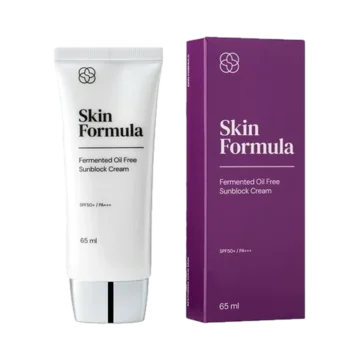 Skin
Formula
Fermented Oil Free
Sunblock Cream
SPF50+ / PA+++
65 ml
Skin
Formula
Fermented Oil Free
Sunblock Cream
SPF50+ / PA+++
65 ml